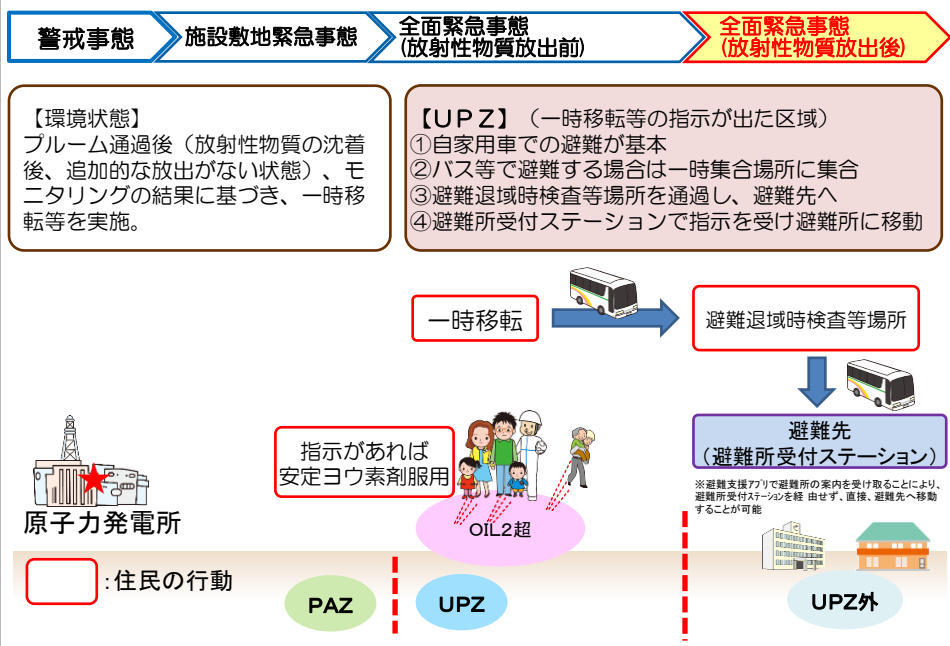 警戒事態
施設敷地緊急事態
全面緊急事態
(放射性物質放出前)
全面緊急事態
(放射性物質放出後)
【環境状態】
プルーム通過後（放射性物質の沈着
後、追加的な放出がない状態）、モ
ニタリングの結果に基づき、一時移
転等を実施。
【UPZ】（一時移転等の指示が出た区域）
①自家用車での避難が基本
②バス等で避難する場合は一時集合場所に集合
③避難退域時検査等場所を通過し、避難先へ
④避難所受付ステーションで指示を受け避難所に移動
一時移転
避難退域時検査等場所
避難先
（避難所受付ステーション）
※避難支援アプリで避難所の案内を受け取ることにより、
避難所受付ステーションを経 由せず、直接、避難先へ移動
することが可能
指示があれば
安定ヨウ素剤服用
OIL2超
原子力発電所
:住民の行動
PAZ
UPZ
UPZ外